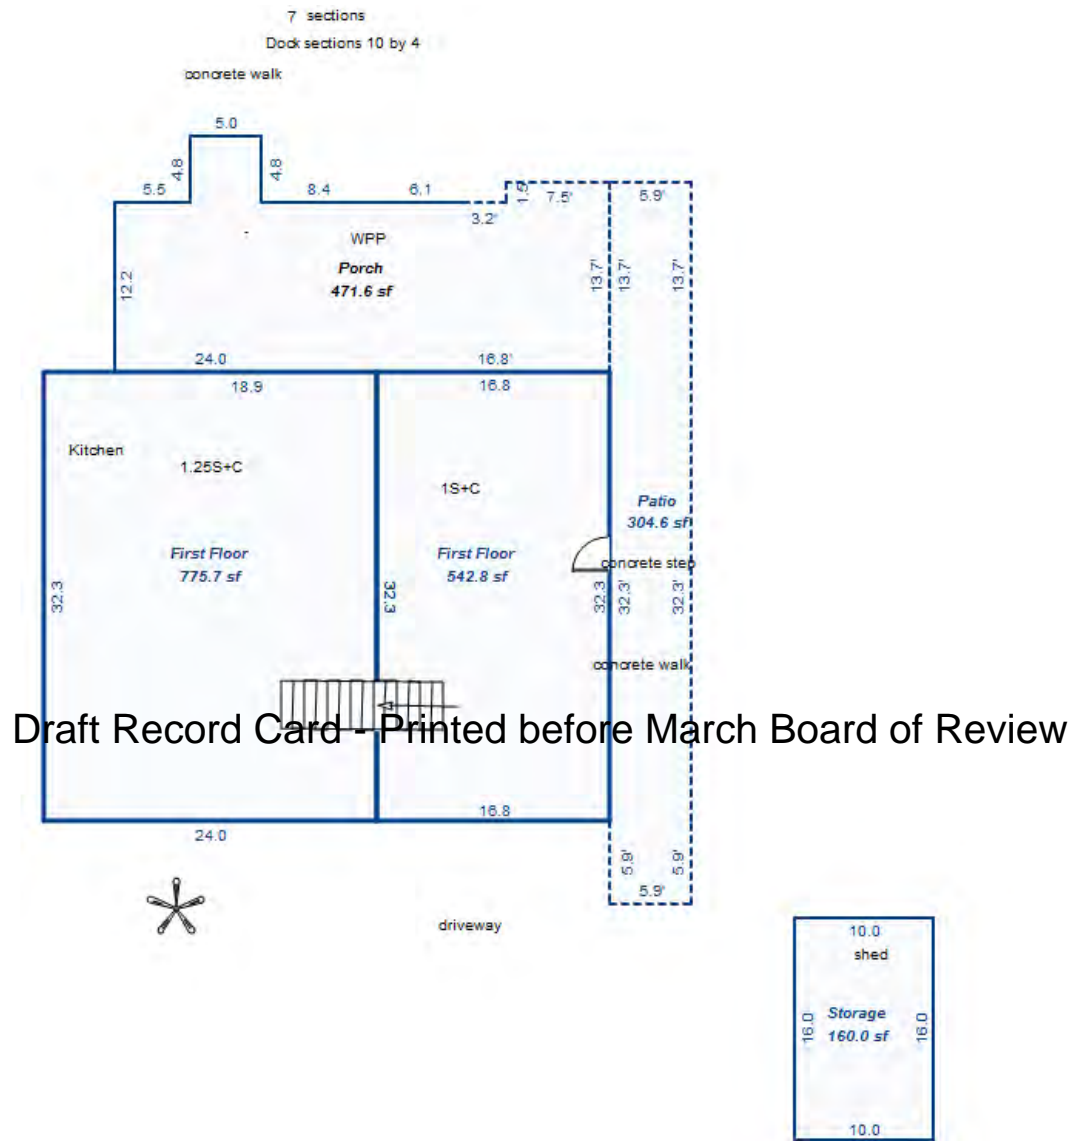 7 sections
Dock sections 10 by 4
concrete walk
5.0
4.8
4.8
5.5
8.4
6.1
1.5'
7.5'
5.9'
3.2'
WPP
Porch
471.6 sf
12.2
13.7'
13.7'
13.7'
24.0
16.8'
18.9
16.8
Kitchen
1.25S+C
1S+C
Patio
304.6 sf
First Floor
775.7 sf
First Floor
542.8 sf
concrete step
32.3
32.3
32.3
32.3'
32.3'
concrete walk
Draft Record Card - Printed before March Board of Review
16.8
24.0
5.9'
5.9'
5.9'
driveway
10.0
shed
Storage
160.0 sf
16.0
16.0
10.0